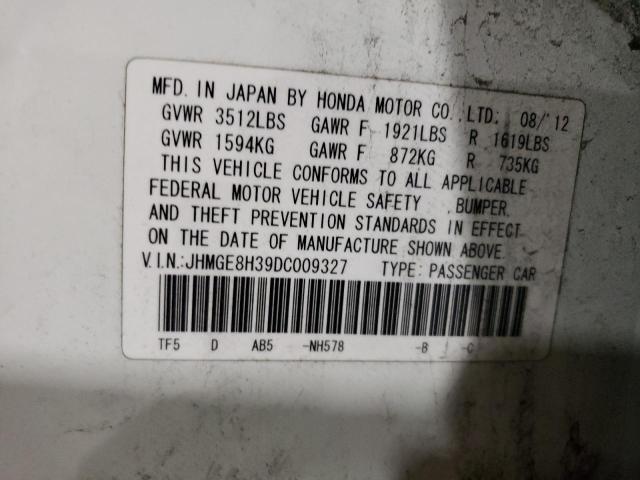 MFD. IN JAPAN BY HONDA MOTOR CO., LTD. 08/'12
GVWR 3512LBS GAWR F 1921LBS R 1619LBS
GVWR 1594KG GAWR F 872KG R 735KG
THIS VEHICLE CONFORMS TO ALL APPLICABLE
FEDERAL MOTOR VEHICLE SAFETY , BUMPER,
AND THEFT PREVENTION STANDARDS IN EFFECT
ON THE DATE OF MANUFACTURE SHOWN ABOVE.
V.I.N.:JHMGE8H39DC009327 TYPE: PASSENGER CAR
TF5 D AB5 -NH578 -B -C